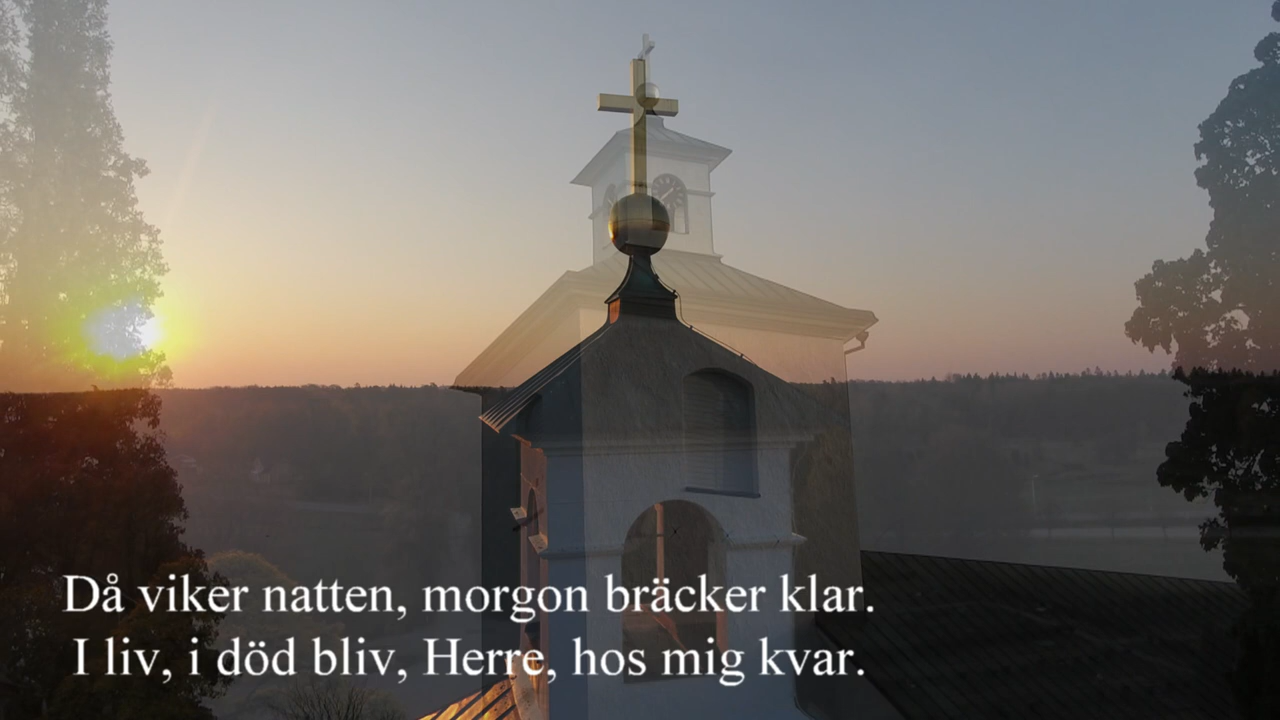 Då viker natten, morgon bräcker klar.
I liv, i död bliv, Herre, hos mig kvar.